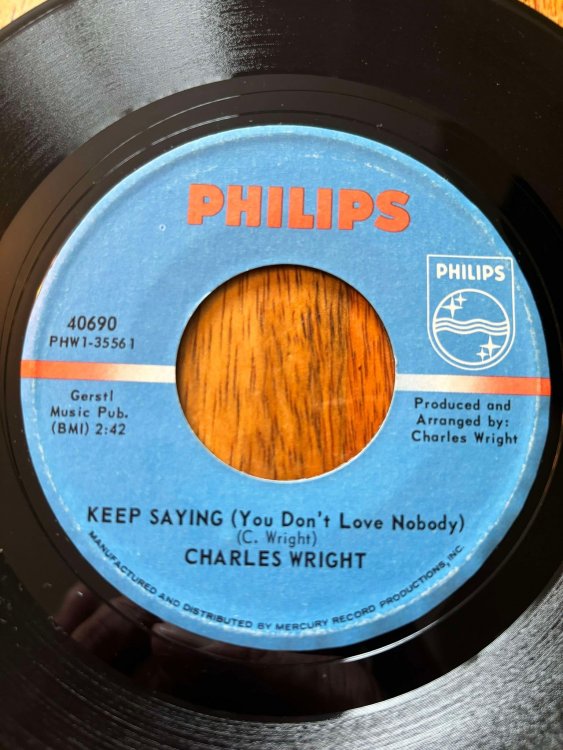 PHILIPS
PHILIPS
40690
PHW1-35561
Gerstl
Music Pub.
(BMI) 2:42
Produced and
Arranged by:
Charles Wright
KEEP SAYING (You Don't Love Nobody)
(C. Wright)
CHARLES WRIGHT
MANUFACTURED AND DISTRIBUTED BY MERCURY RECORD PRODUCTIONS, INC.